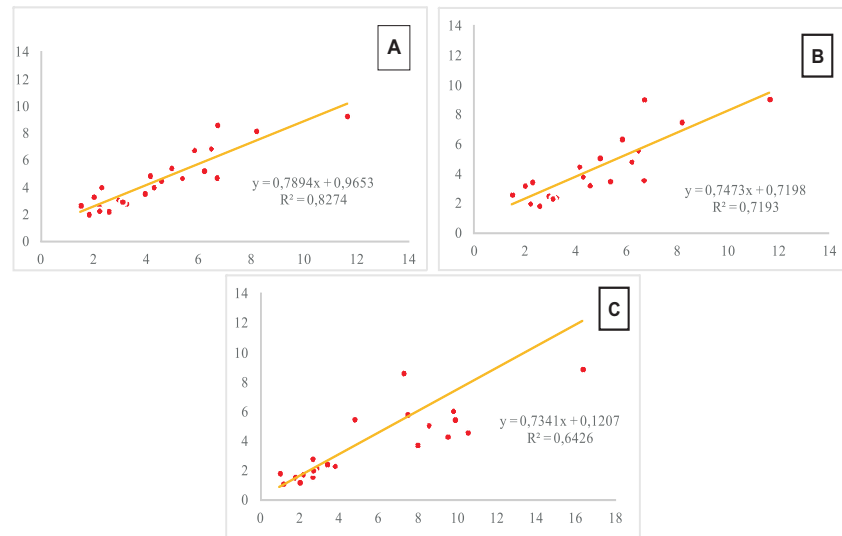 A
14
12
10
8
6
4
2
0
y = 0,7894x + 0,9653
R² = 0,8274
0 2 4 6 8 10 12 14
B
14
12
10
8
6
4
2
0
y = 0,7473x + 0,7198
R² = 0,7193
0 2 4 6 8 10 12 14
C
14
12
10
8
6
4
2
0
y = 0,7341x + 0,1207
R² = 0,6426
0 2 4 6 8 10 12 14 16 18